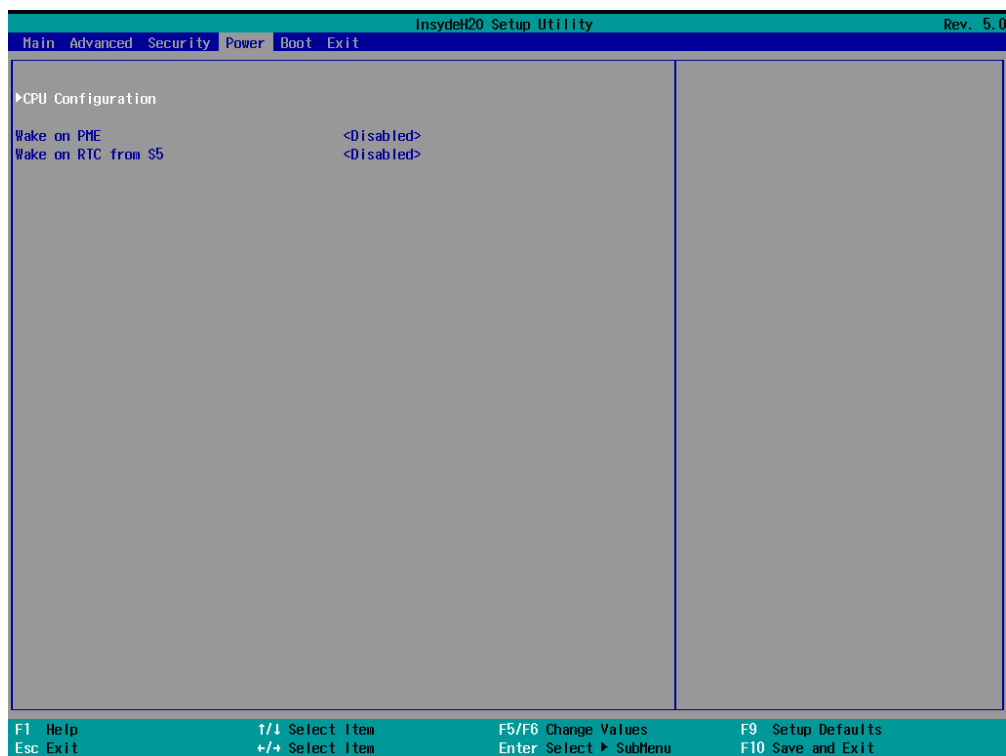 InsydeH20 Setup Utility Rev. 5.0
Main Advanced Security Power Boot Exit
▶CPU Configuration
Wake on PME <Disabled>
Wake on RTC from S5 <Disabled>
F1 Help ↑/↓ Select Item F5/F6 Change Values F9 Setup Defaults
Esc Exit ←/→ Select Item Enter Select ▶ SubMenu F10 Save and Exit